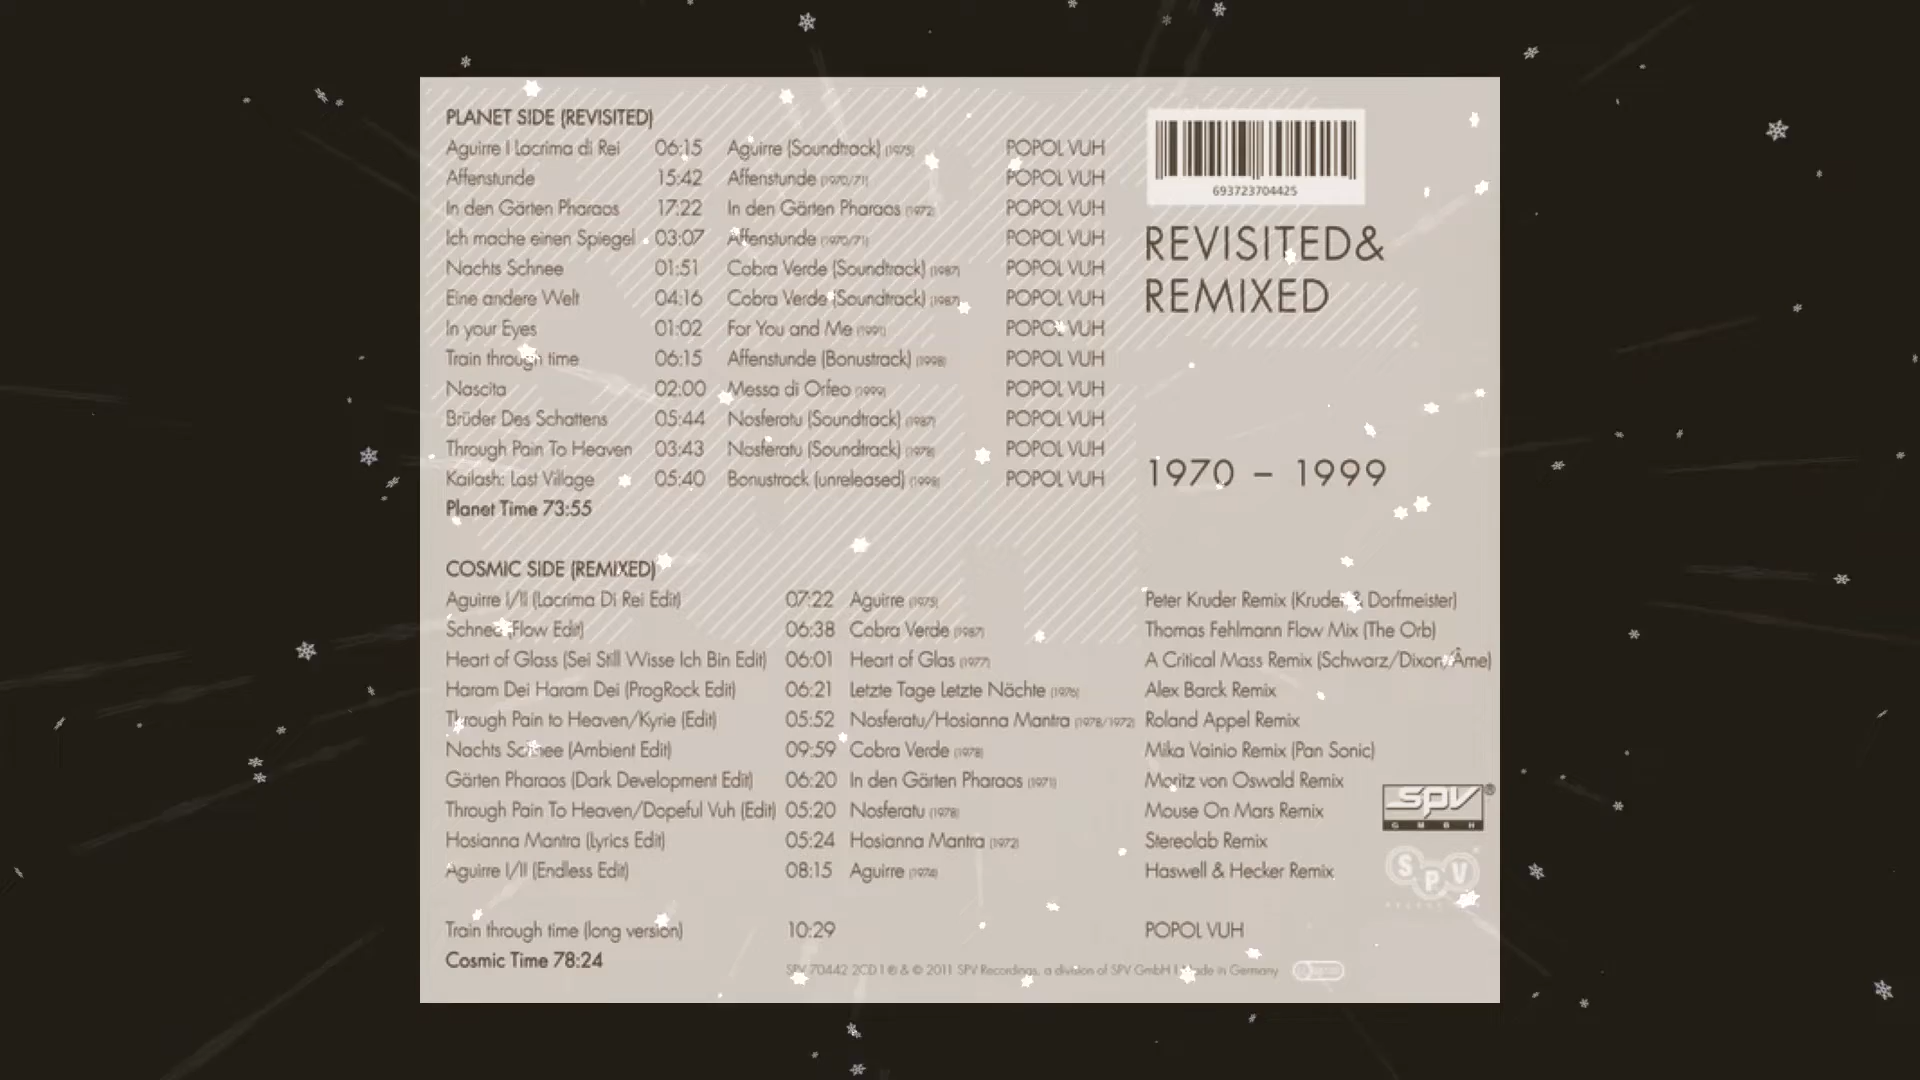 PLANET SIDE (REVISITED)
Aguirre I Lacrima di Rei 06:15 Aguirre (Soundtrack) (1975) POPOL VUH
Affenstunde 15:42 Affenstunde (1970/71) POPOL VUH
In den Gärten Pharaos 17:22 In den Gärten Pharaos (1972) POPOL VUH
Ich mache einen Spiegel 03:07 Affenstunde (1970/71) POPOL VUH
Nachts Schnee 01:51 Cobra Verde (Soundtrack) (1987) POPOL VUH
Eine andere Welt 04:16 Cobra Verde (Soundtrack) (1987) POPOL VUH
In your Eyes 01:02 For You and Me (1991) POPOL VUH
Train through time 06:15 Affenstunde (Bonustrack) (1998) POPOL VUH
Nascita 02:00 Messa di Orfeo (1999) POPOL VUH
Brüder Des Schattens 05:44 Nosferatu (Soundtrack) (1987) POPOL VUH
Through Pain To Heaven 03:43 Nosferatu (Soundtrack) (1978) POPOL VUH
Kailash: Last Village 05:40 Bonustrack (unreleased) (1998) POPOL VUH
Planet Time 73:55
693723704425
REVISITED&
REMIXED
1970 – 1999
COSMIC SIDE (REMIXED)
Aguirre I/II (Lacrima Di Rei Edit) 07:22 Aguirre (1975) Peter Kruder Remix (Kruder & Dorfmeister)
Schnee (Flow Edit) 06:38 Cobra Verde (1987) Thomas Fehlmann Flow Mix (The Orb)
Heart of Glass (Sei Still Wisse Ich Bin Edit) 06:01 Heart of Glas (1977) A Critical Mass Remix (Schwarz/Dixon/Âme)
Haram Dei Haram Dei (ProgRock Edit) 06:21 Letzte Tage Letzte Nächte (1976) Alex Barck Remix
Through Pain to Heaven/Kyrie (Edit) 05:52 Nosferatu/Hosianna Mantra (1978/1972) Roland Appel Remix
Nachts Schnee (Ambient Edit) 09:59 Cobra Verde (1978) Mika Vainio Remix (Pan Sonic)
Gärten Pharaos (Dark Development Edit) 06:20 In den Gärten Pharaos (1971) Moritz von Oswald Remix
Through Pain To Heaven/Dopeful Vuh (Edit) 05:20 Nosferatu (1978) Mouse On Mars Remix
Hosianna Mantra (Lyrics Edit) 05:24 Hosianna Mantra (1972) Stereolab Remix
Aguirre I/II (Endless Edit) 08:15 Aguirre (1974) Haswell & Hecker Remix
spv®
GMBH
SPV
Train through time (long version) 10:29 POPOL VUH
Cosmic Time 78:24
SPV 70442 2CD I ℗ & © 2011 SPV Recordings, a division of SPV GmbH I Made in Germany